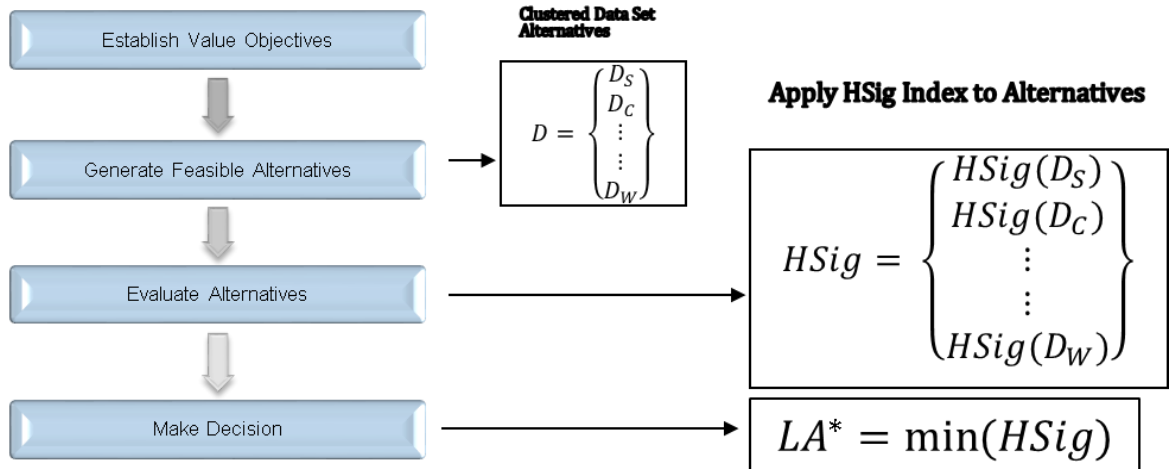 Establish Value Objectives
Generate Feasible Alternatives
Evaluate Alternatives
Make Decision
Clustered Data Set
Alternatives
D = {
D_S
D_C
⋮
⋮
D_W
}
Apply HSig Index to Alternatives
HSig = {
HSig(D_S)
HSig(D_C)
⋮
⋮
HSig(D_W)
}
LA* = min(HSig)